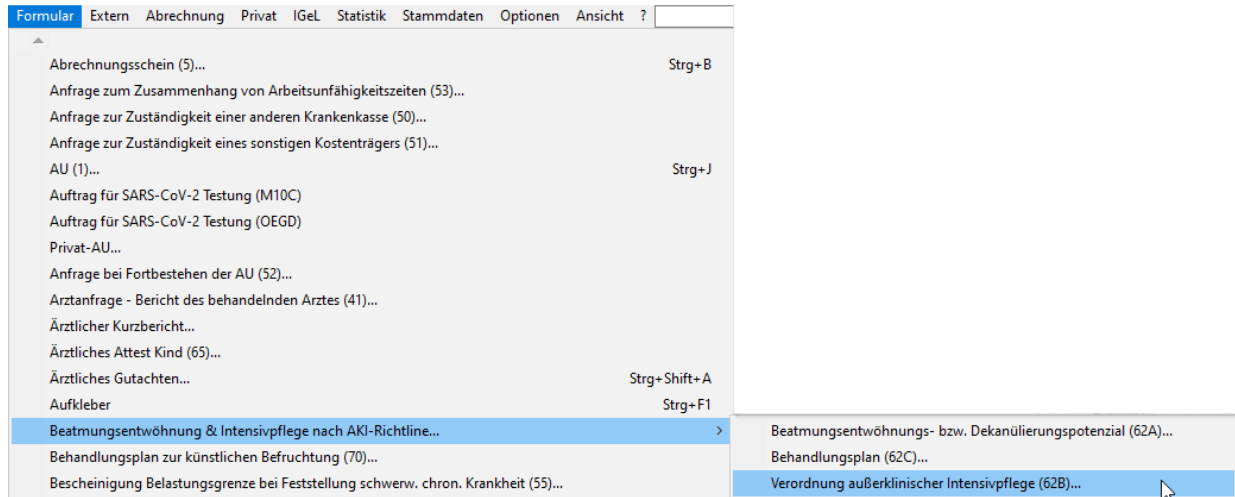 Formular Extern Abrechnung Privat IGeL Statistik Stammdaten Optionen Ansicht ?
Abrechnungsschein (5)... Strg+B
Anfrage zum Zusammenhang von Arbeitsunfähigkeitszeiten (53)...
Anfrage zur Zuständigkeit einer anderen Krankenkasse (50)...
Anfrage zur Zuständigkeit eines sonstigen Kostenträgers (51)...
AU (1)... Strg+J
Auftrag für SARS-CoV-2 Testung (M10C)
Auftrag für SARS-CoV-2 Testung (OEGD)
Privat-AU...
Anfrage bei Fortbestehen der AU (52)...
Arztanfrage - Bericht des behandelnden Arztes (41)...
Ärztlicher Kurzbericht...
Ärztliches Attest Kind (65)...
Ärztliches Gutachten... Strg+Shift+A
Aufkleber Strg+F1
Beatmungsentwöhnung & Intensivpflege nach AKI-Richtline... >
Beatmungsentwöhnungs- bzw. Dekanülierungspotenzial (62A)...
Behandlungsplan zur künstlichen Befruchtung (70)...
Behandlungsplan (62C)...
Bescheinigung Belastungsgrenze bei Feststellung schwerw. chron. Krankheit (55)...
Verordnung außerklinischer Intensivpflege (62B)...